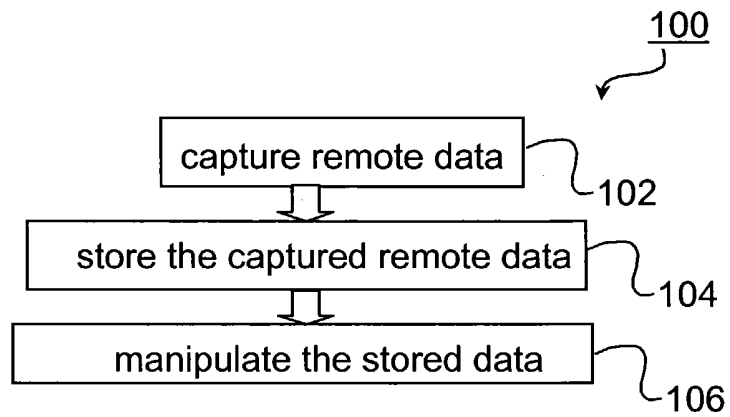 100
capture remote data
102
store the captured remote data
104
manipulate the stored data
106